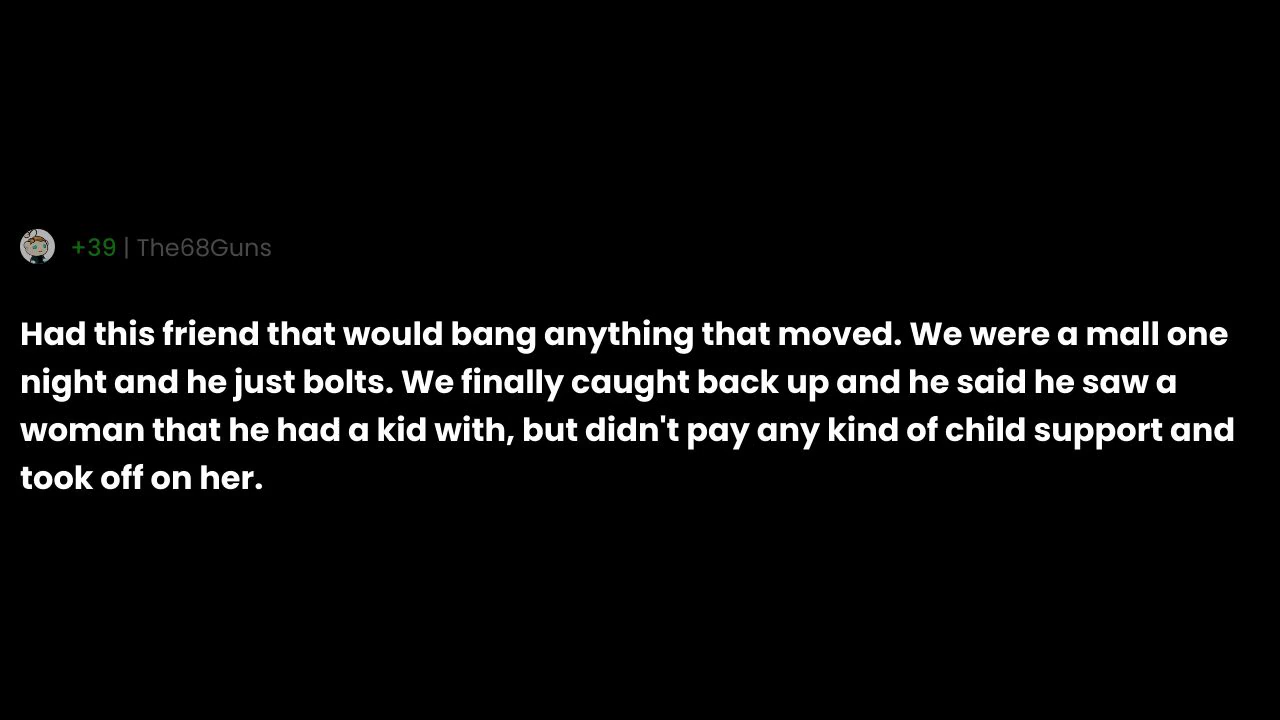 +39 | The68Guns
Had this friend that would bang anything that moved. We were a mall one
night and he just bolts. We finally caught back up and he said he saw a
woman that he had a kid with, but didn't pay any kind of child support and
took off on her.